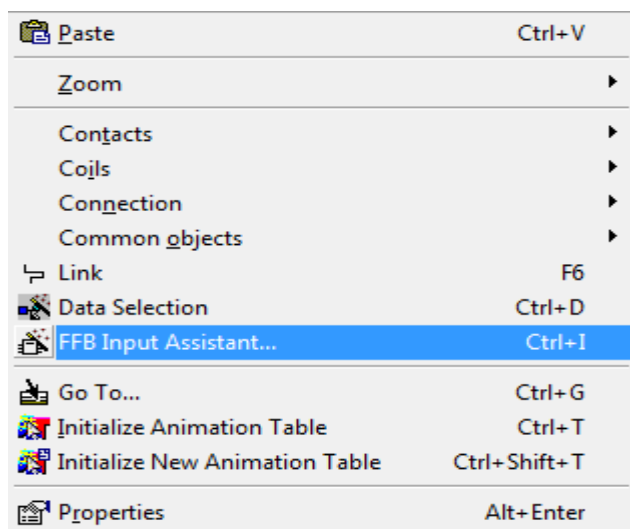 Paste Ctrl+V
Zoom
Contacts
Coils
Connection
Common objects
Link F6
Data Selection Ctrl+D
FFB Input Assistant... Ctrl+I
Go To... Ctrl+G
Initialize Animation Table Ctrl+T
Initialize New Animation Table Ctrl+Shift+T
Properties Alt+Enter